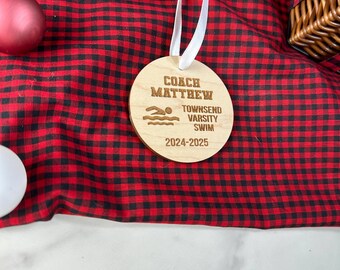 COACH
MATTHEW
TOWNSEND
VARSITY
SWIM
2024-2025